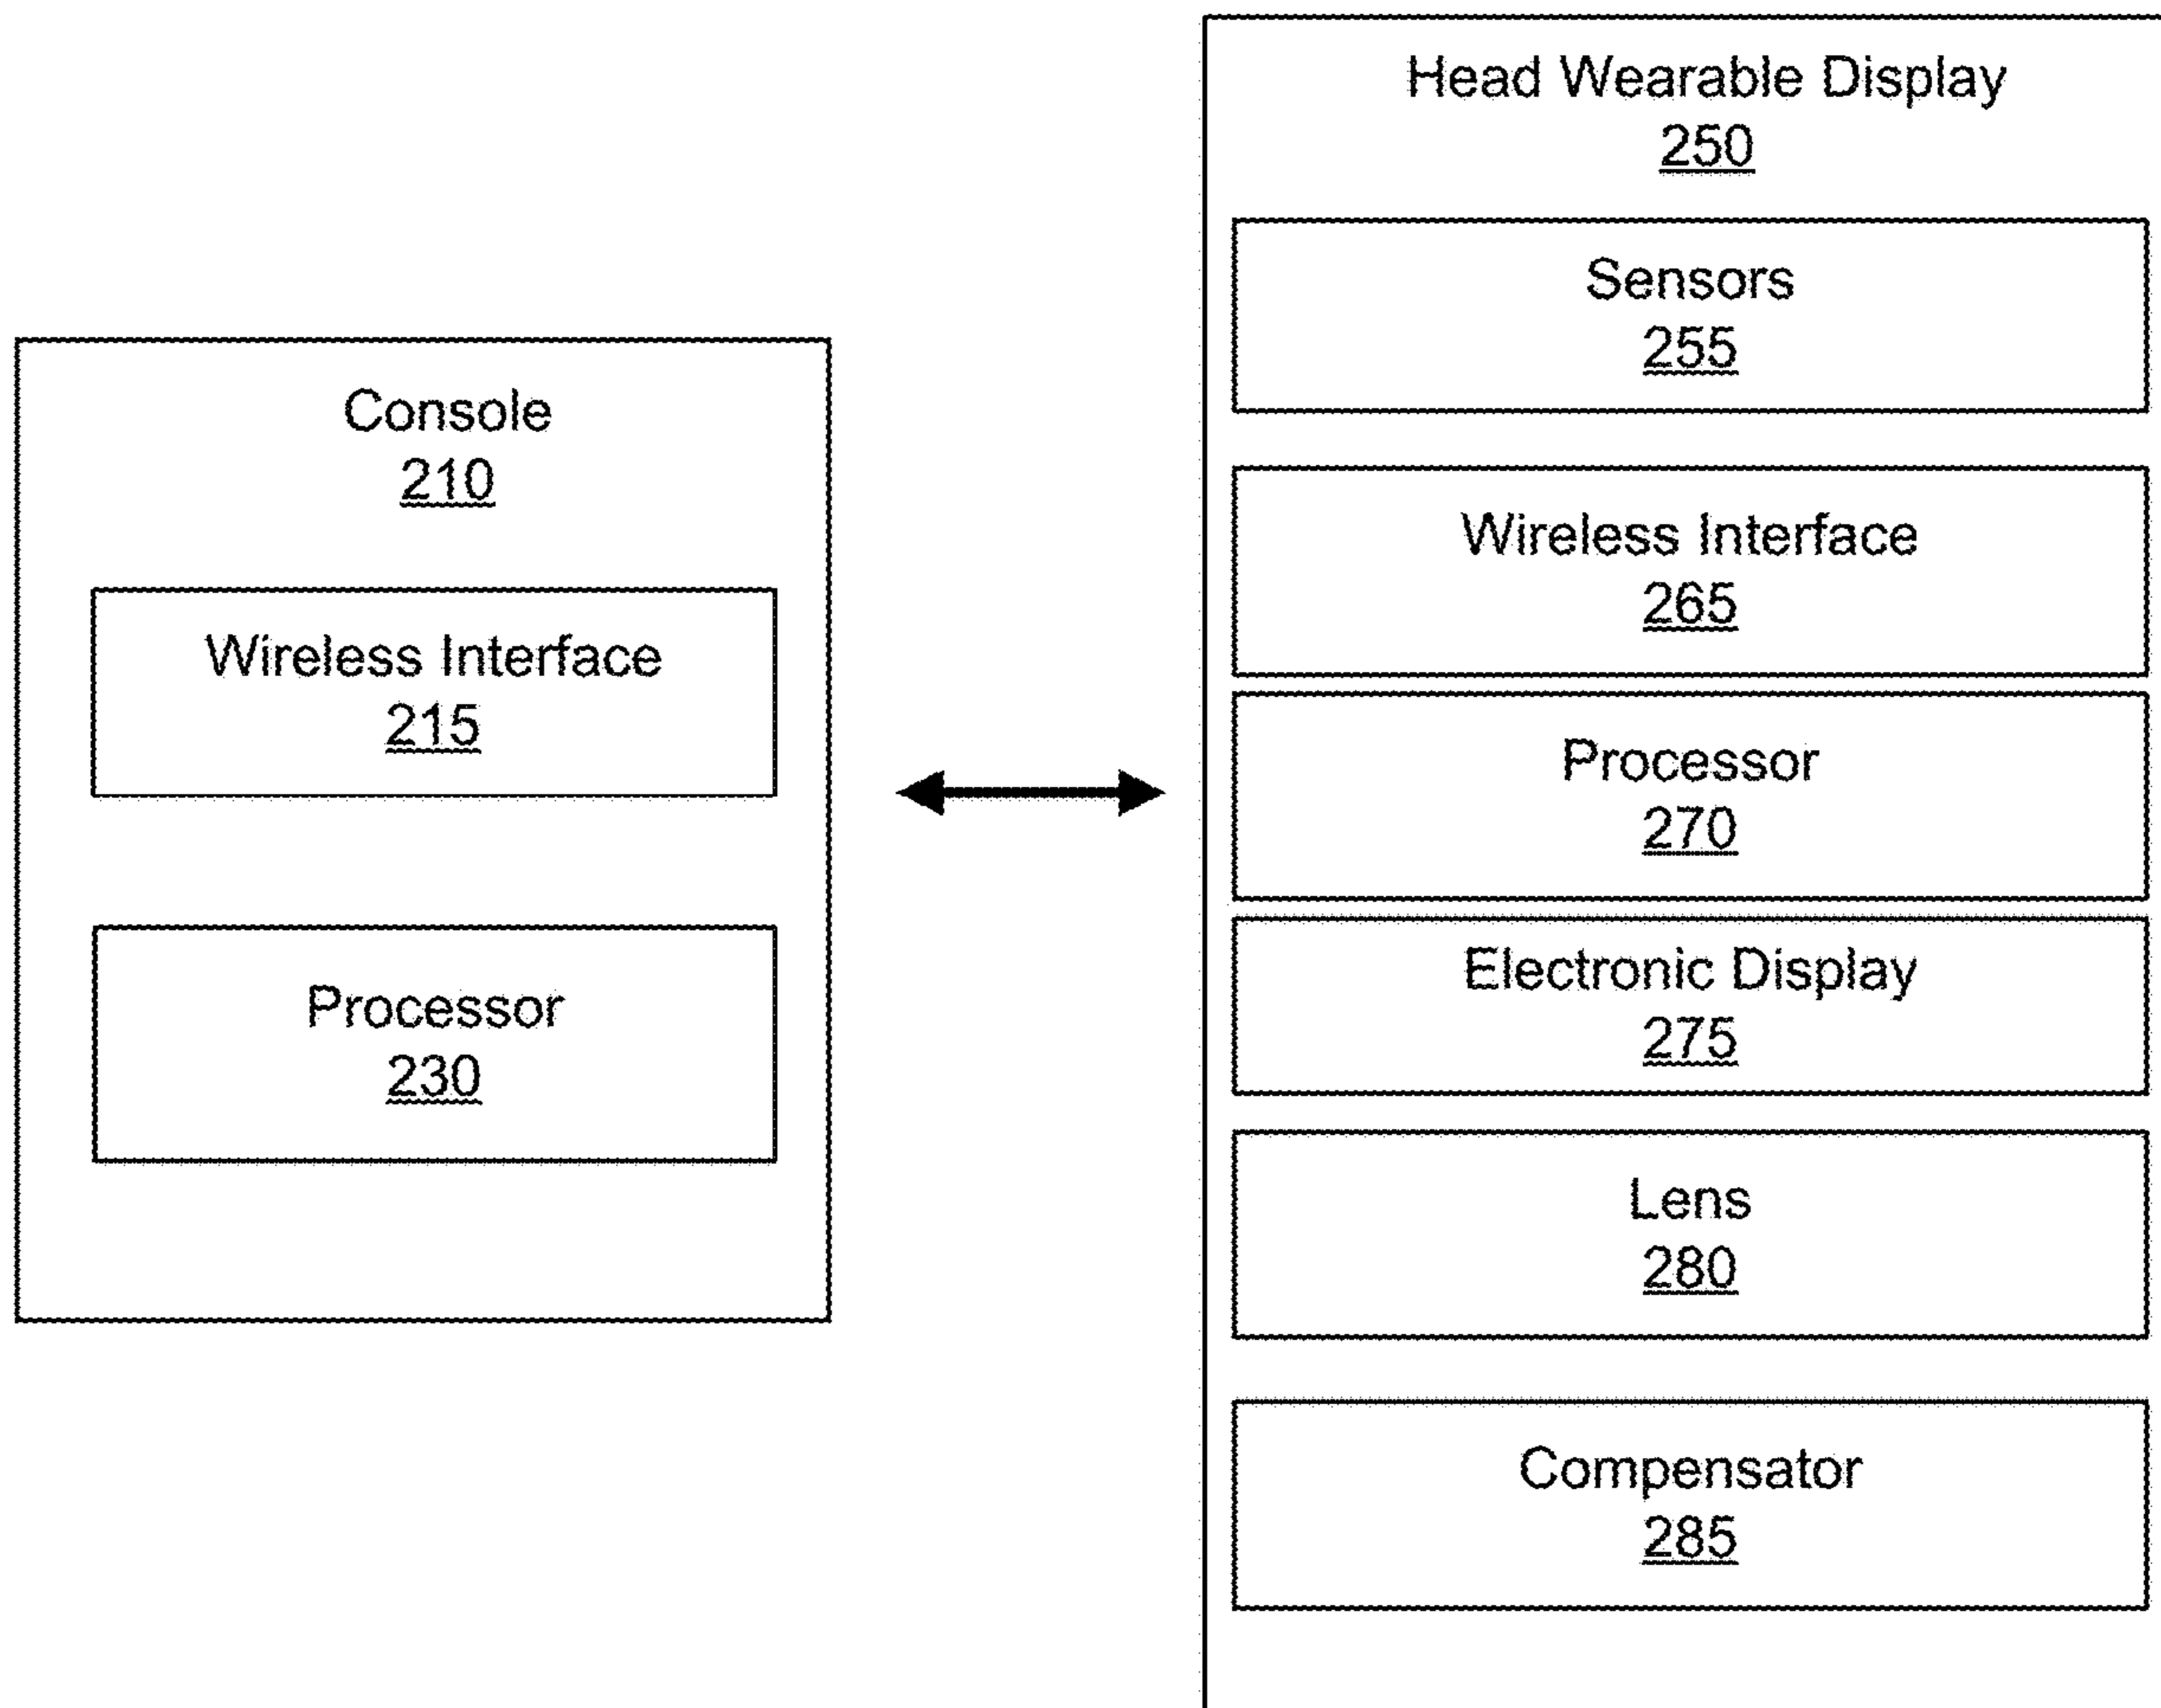 Console
210
Wireless Interface
215
Processor
230
Head Wearable Display
250
Sensors
255
Wireless Interface
265
Processor
270
Electronic Display
275
Lens
280
Compensator
285